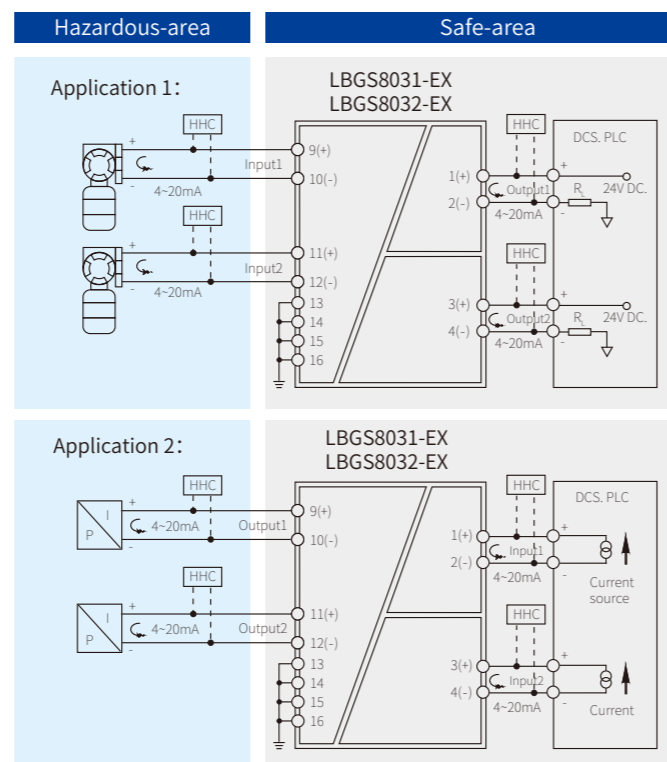 Hazardous-area
Safe-area
Application 1:
LBGS8031-EX
LBGS8032-EX
HHC
HHC
DCS. PLC
+
9(+)
Input1
1(+)
+
10(-)
Output1
R_L
24V DC.
-
4~20mA
2(-)
4~20mA
-
HHC
HHC
+
11(+)
Input2
12(-)
-
4~20mA
13
3(+)
+
14
Output2
R_L
24V DC.
15
4(-)
4~20mA
-
16
Application 2:
LBGS8031-EX
LBGS8032-EX
HHC
HHC
DCS. PLC
+
I
P
4~20mA
Output1
9(+)
-
10(-)
1(+)
+
Input1
2(-)
4~20mA
-
Current
source
HHC
HHC
+
I
P
4~20mA
Output2
11(+)
-
12(-)
13
3(+)
+
14
Input2
15
4(-)
4~20mA
-
Current
16